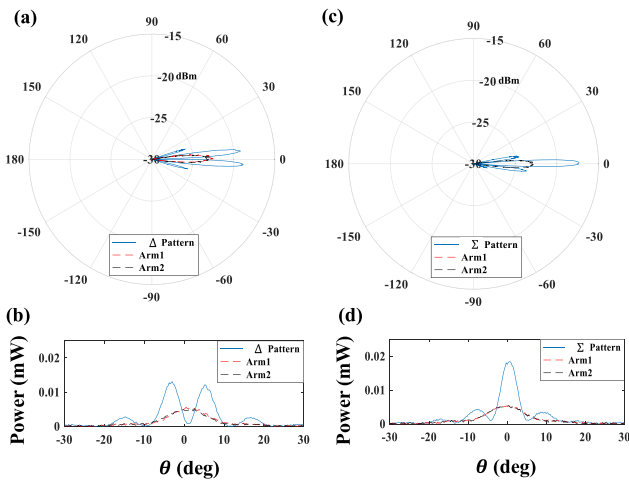 (a)
90
-15
120
60
-20
dBm
150
30
-25
180
-30
0
Δ Pattern
Arm1
Arm2
-150
-30
-120
-60
-90
(c)
90
-15
120
60
-20
dBm
150
30
-25
180
-30
0
Σ Pattern
Arm1
Arm2
-150
-30
-120
-60
-90
(b)
Power (mW)
0.02
0.01
0
Δ Pattern
Arm1
Arm2
-30 -20 -10 0 10 20 30
θ (deg)
(d)
Power (mW)
0.02
0.01
0
Σ Pattern
Arm1
Arm2
-30 -20 -10 0 10 20 30
θ (deg)